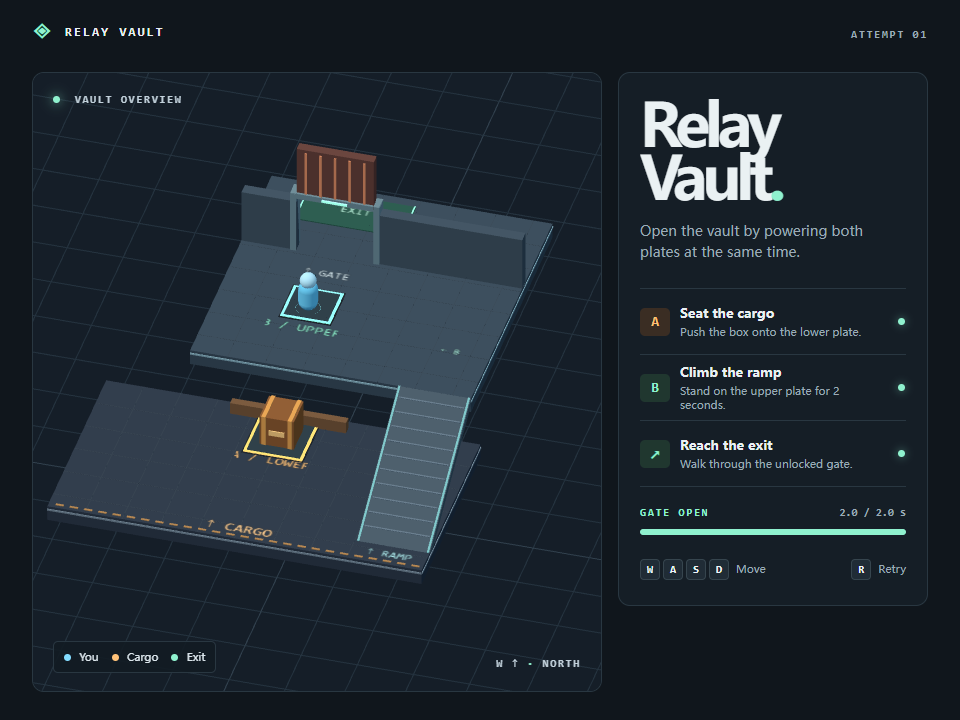 RELAY VAULT
ATTEMPT 01
VAULT OVERVIEW
EXIT
GATE
CARGO
↑ RAMP
You
Cargo
Exit
W ↑ · NORTH
Relay
Vault.
Open the vault by powering both
plates at the same time.
A
Seat the cargo
Push the box onto the lower plate.
B
Climb the ramp
Stand on the upper plate for 2
seconds.
↗
Reach the exit
Walk through the unlocked gate.
GATE OPEN
2.0 / 2.0 s
W A S D Move
R Retry